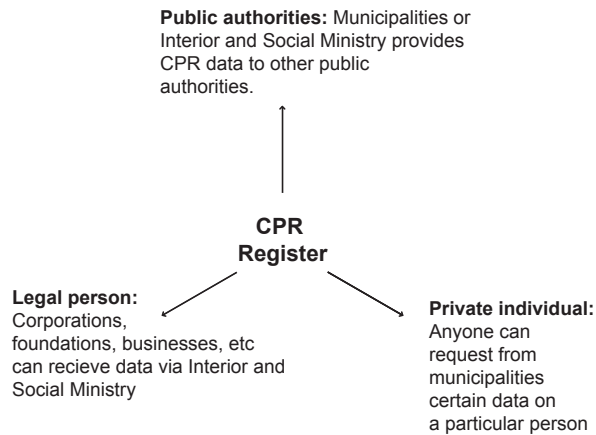 Public authorities: Municipalities or
Interior and Social Ministry provides
CPR data to other public
authorities.
CPR
Register
Legal person:
Corporations,
foundations, businesses, etc
can recieve data via Interior and
Social Ministry
Private individual:
Anyone can
request from
municipalities
certain data on
a particular person